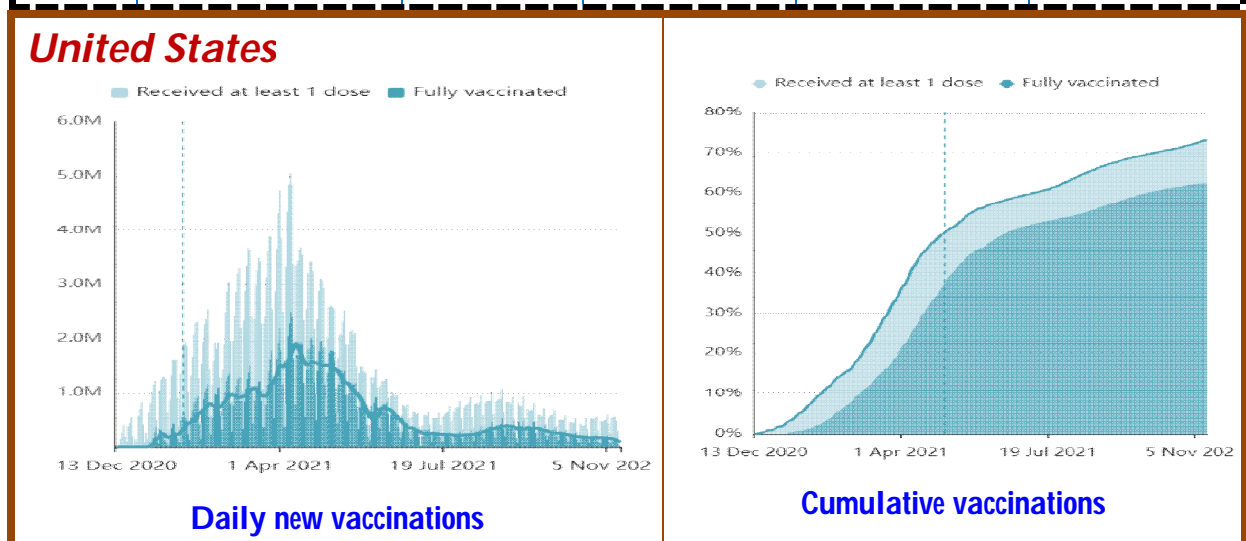 United States
Received at least 1 dose Fully vaccinated
6.0M
5.0M
4.0M
3.0M
2.0M
1.0M
13 Dec 2020 1 Apr 2021 19 Jul 2021 5 Nov 202
Daily new vaccinations
Received at least 1 dose Fully vaccinated
80%
70%
60%
50%
40%
30%
20%
10%
0%
13 Dec 2020 1 Apr 2021 19 Jul 2021 5 Nov 202
Cumulative vaccinations